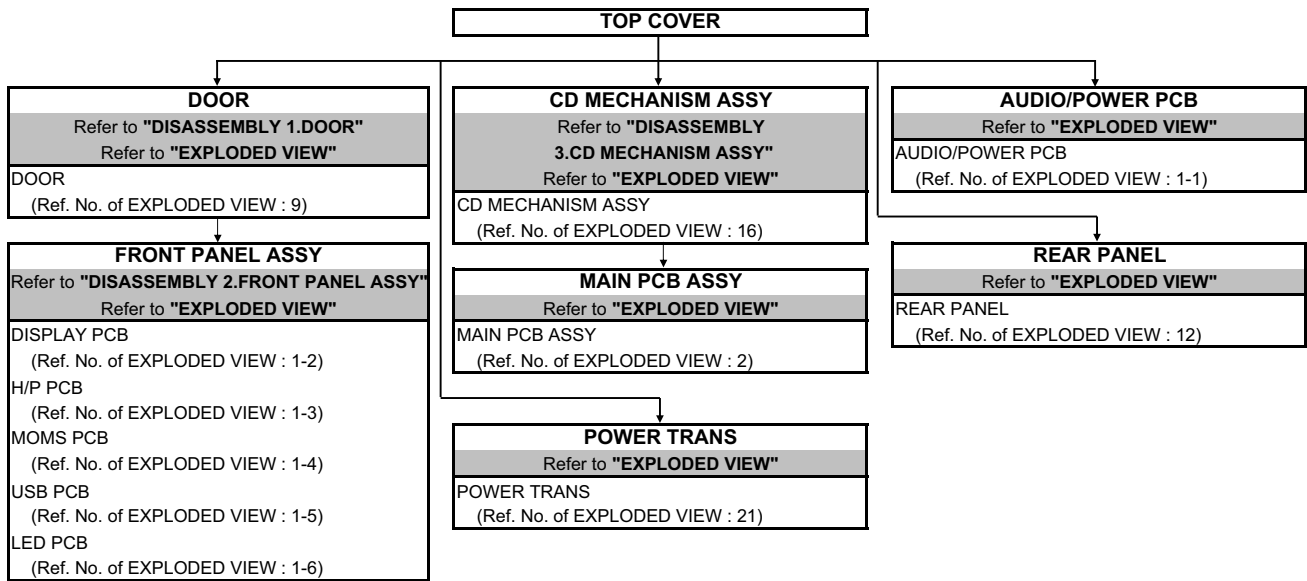 TOP COVER
DOOR
Refer to "DISASSEMBLY 1.DOOR"
Refer to "EXPLODED VIEW"
DOOR
(Ref. No. of EXPLODED VIEW : 9)
FRONT PANEL ASSY
Refer to "DISASSEMBLY 2.FRONT PANEL ASSY"
Refer to "EXPLODED VIEW"
DISPLAY PCB
(Ref. No. of EXPLODED VIEW : 1-2)
H/P PCB
(Ref. No. of EXPLODED VIEW : 1-3)
MOMS PCB
(Ref. No. of EXPLODED VIEW : 1-4)
USB PCB
(Ref. No. of EXPLODED VIEW : 1-5)
LED PCB
(Ref. No. of EXPLODED VIEW : 1-6)
CD MECHANISM ASSY
Refer to "DISASSEMBLY
3.CD MECHANISM ASSY"
Refer to "EXPLODED VIEW"
CD MECHANISM ASSY
(Ref. No. of EXPLODED VIEW : 16)
MAIN PCB ASSY
Refer to "EXPLODED VIEW"
MAIN PCB ASSY
(Ref. No. of EXPLODED VIEW : 2)
POWER TRANS
Refer to "EXPLODED VIEW"
POWER TRANS
(Ref. No. of EXPLODED VIEW : 21)
AUDIO/POWER PCB
Refer to "EXPLODED VIEW"
AUDIO/POWER PCB
(Ref. No. of EXPLODED VIEW : 1-1)
REAR PANEL
Refer to "EXPLODED VIEW"
REAR PANEL
(Ref. No. of EXPLODED VIEW : 12)